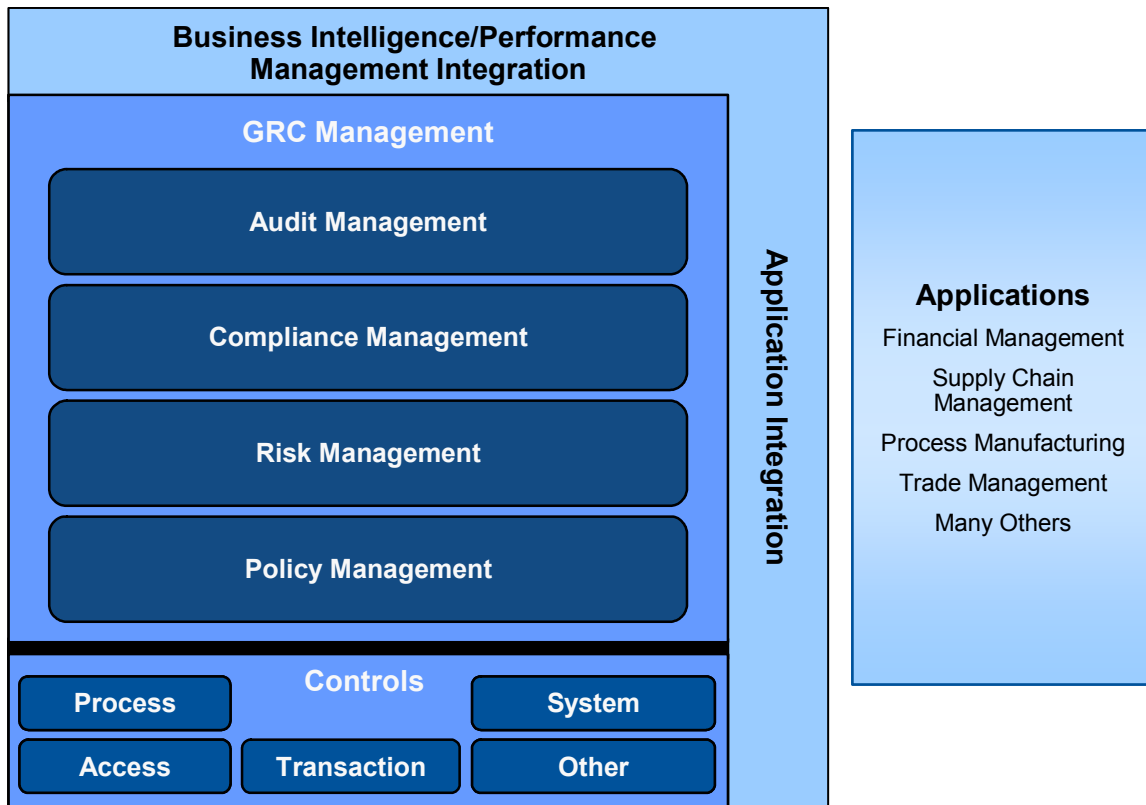 Business Intelligence/Performance
Management Integration
GRC Management
Audit Management
Compliance Management
Risk Management
Policy Management
Controls
Process
System
Access
Transaction
Other
Application Integration
Applications
Financial Management
Supply Chain
Management
Process Manufacturing
Trade Management
Many Others